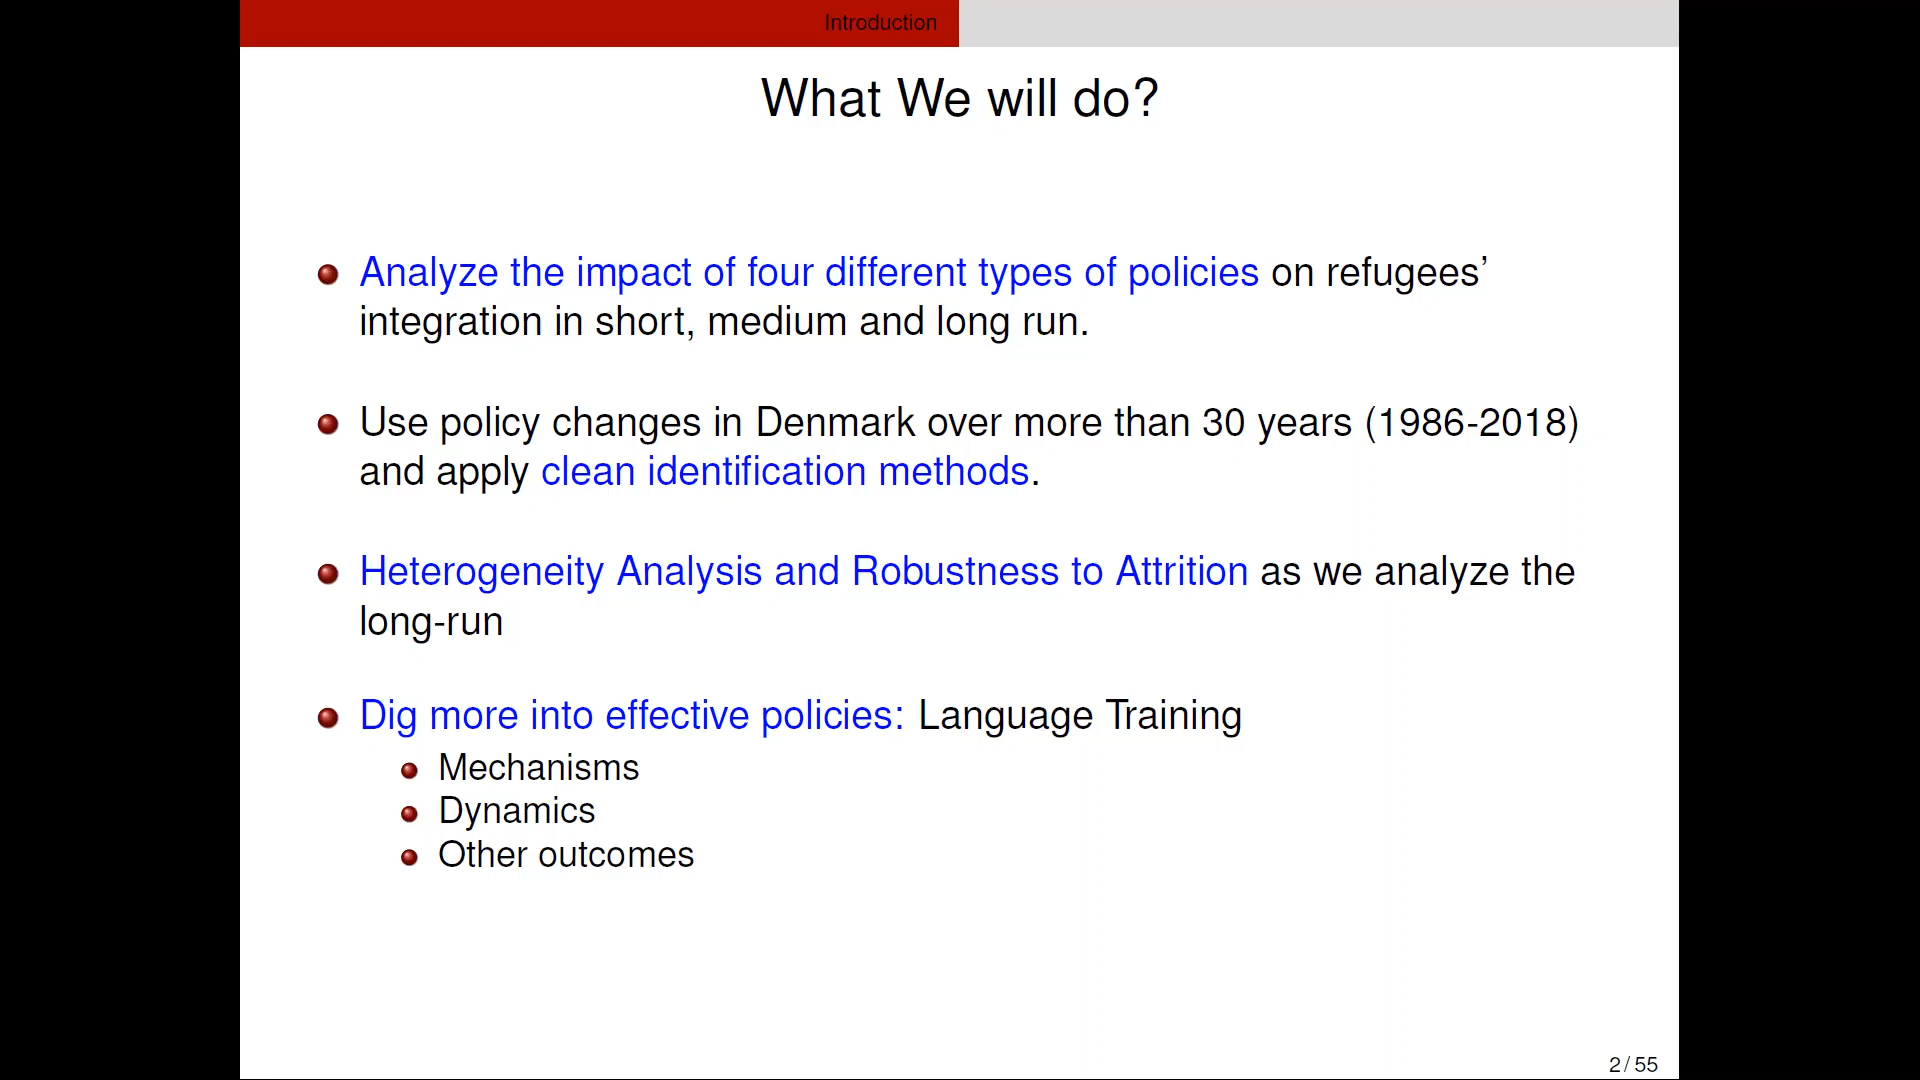 Introduction
What We will do?
Analyze the impact of four different types of policies on refugees’
integration in short, medium and long run.
Use policy changes in Denmark over more than 30 years (1986-2018)
and apply clean identification methods.
Heterogeneity Analysis and Robustness to Attrition as we analyze the
long-run
Dig more into effective policies: Language Training
Mechanisms
Dynamics
Other outcomes
2 / 55